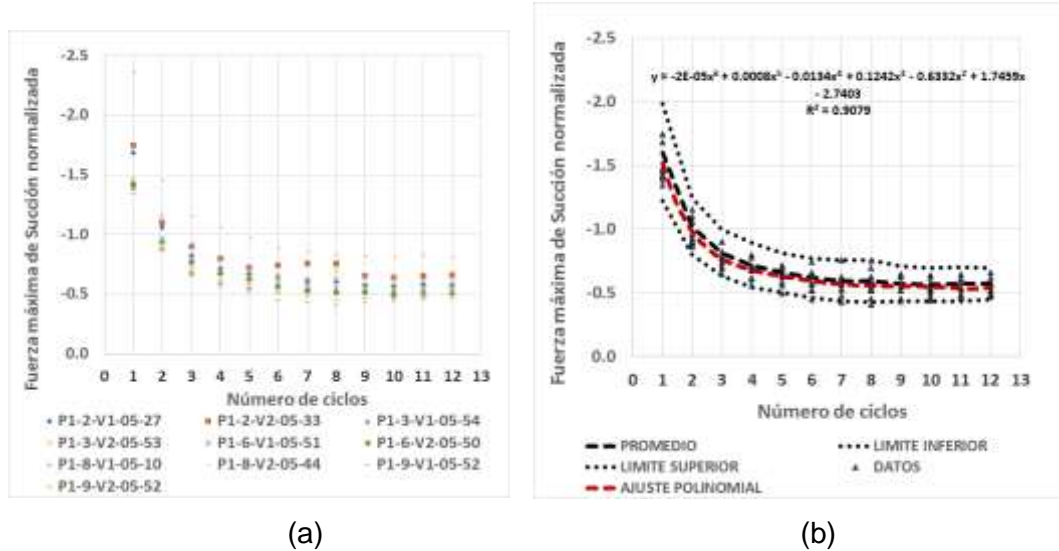 -2.5
-2.0
-1.5
-1.0
-0.5
0.0
0 1 2 3 4 5 6 7 8 9 10 11 12 13
Fuerza máxima de Succión normalizada
Número de ciclos
P1-2-V1-05-27 P1-2-V2-05-33 P1-3-V1-05-54
P1-3-V2-05-53 P1-6-V1-05-51 P1-6-V2-05-50
P1-8-V1-05-10 P1-8-V2-05-44 P1-9-V1-05-52
P1-9-V2-05-52
(a)
-2.5
-2.0
-1.5
-1.0
-0.5
0.0
y = -2E-05x⁶ + 0.0008x⁵ - 0.0134x⁴ + 0.1242x³ - 0.6332x² + 1.7459x
- 2.7403
R² = 0.9079
0 1 2 3 4 5 6 7 8 9 10 11 12 13
Fuerza máxima de Succión normalizada
Número de ciclos
PROMEDIO LIMITE INFERIOR
LIMITE SUPERIOR DATOS
AJUSTE POLINOMIAL
(b)